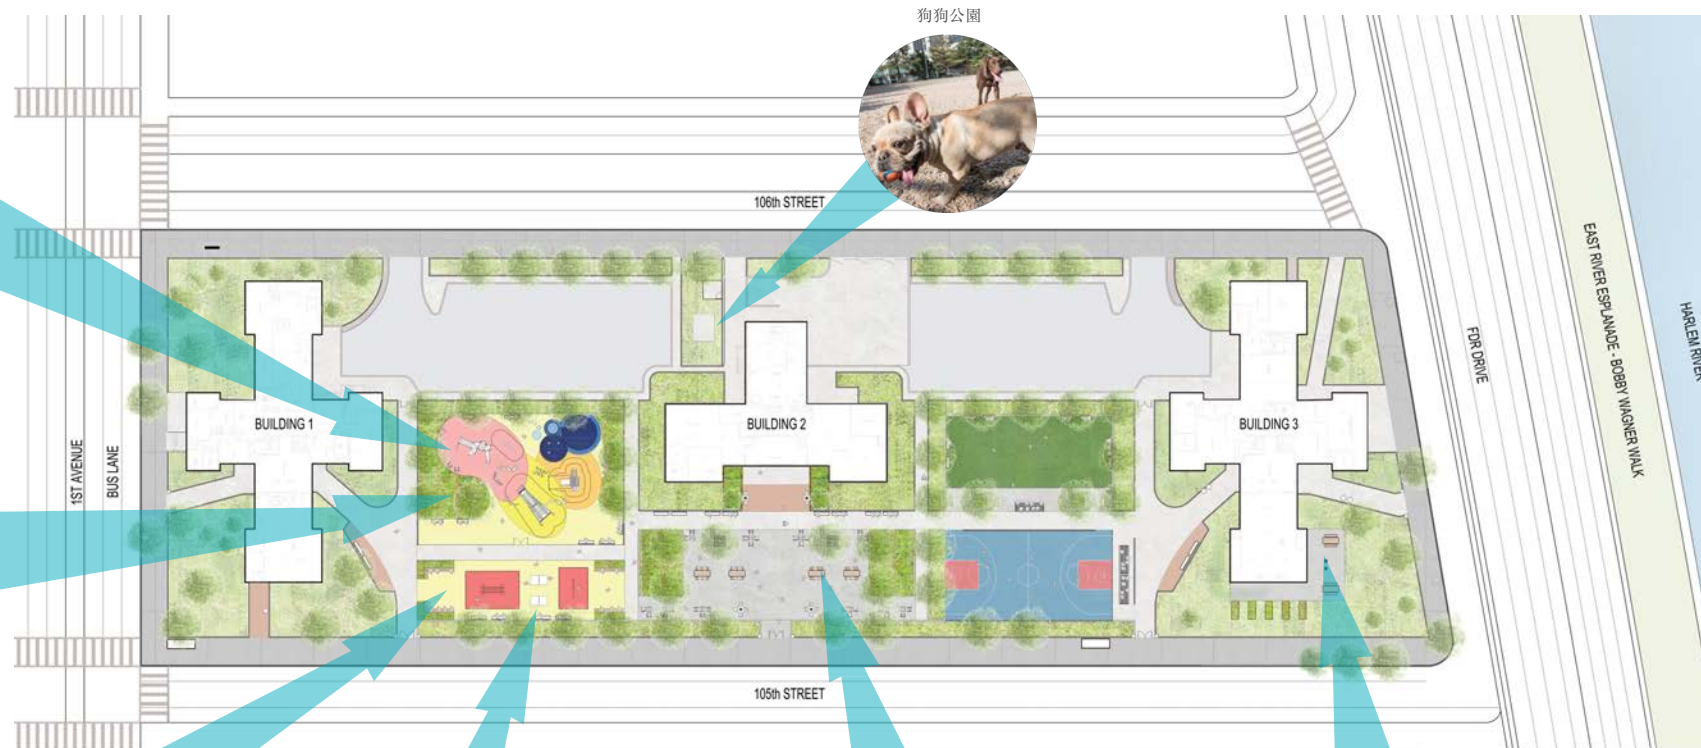 狗狗公園
106th STREET
BUILDING 1
BUILDING 2
BUILDING 3
1ST AVENUE
BUS LANE
FDR DRIVE
EAST RIVER ESPLANADE - BOBBY WAGNER WALK
HARLEM RIVER
105th STREET